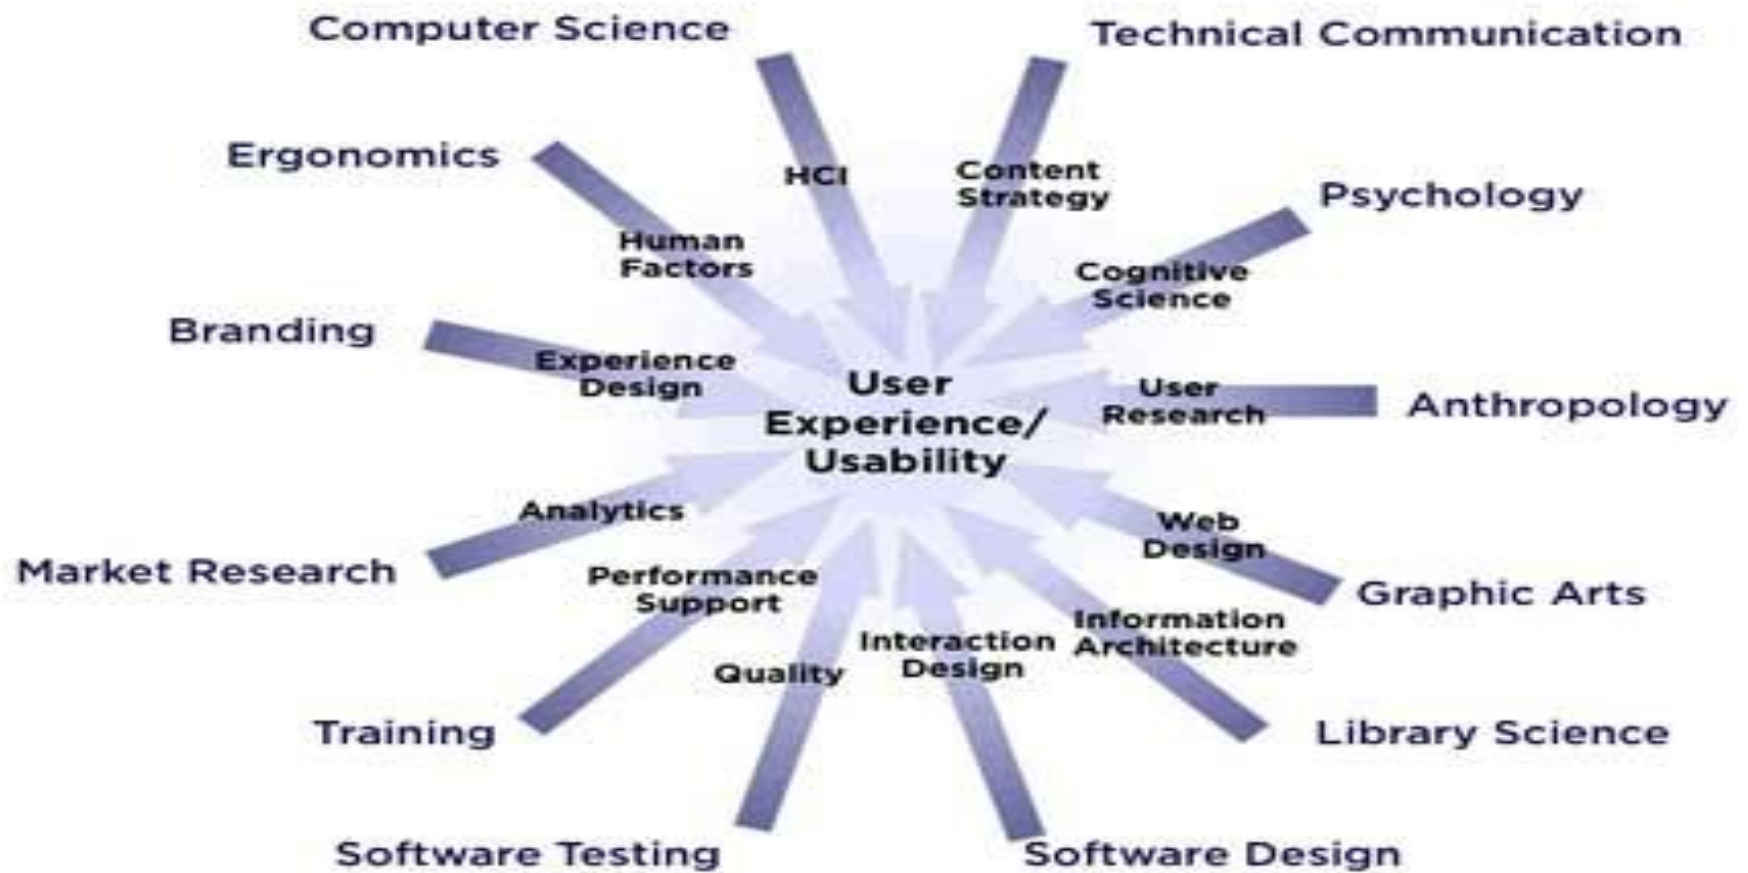 Computer Science
Technical Communication
Ergonomics
HCI
Content
Strategy
Psychology
Human
Factors
Cognitive
Science
Branding
Experience
Design
User
Experience/
Usability
User
Research
Anthropology
Analytics
Market Research
Web
Design
Graphic Arts
Performance
Support
Information
Architecture
Interaction
Design
Quality
Training
Library Science
Software Testing
Software Design